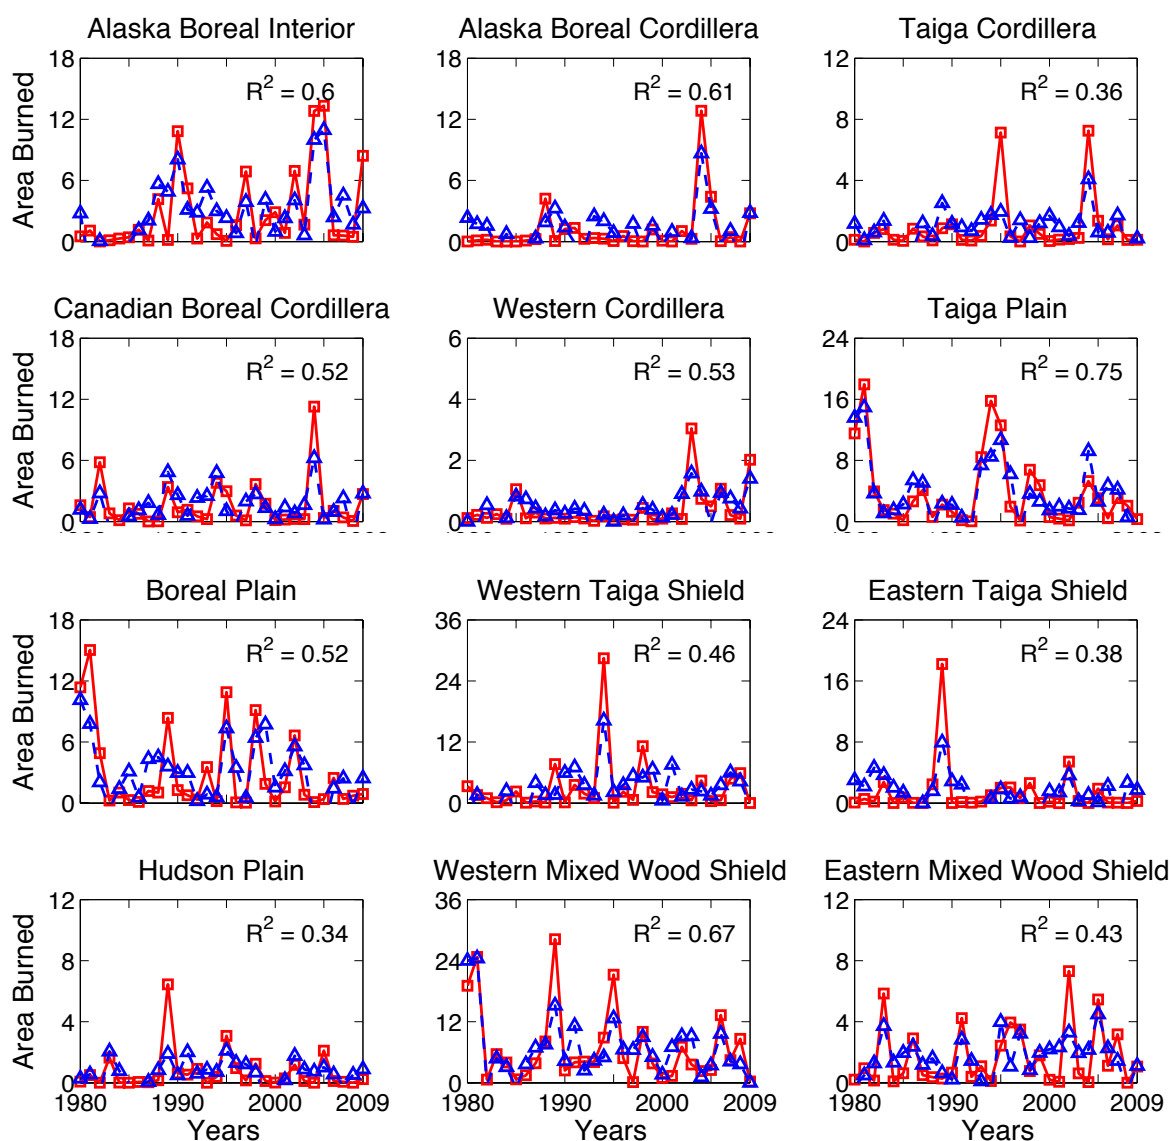 Alaska Boreal Interior
Alaska Boreal Cordillera
Taiga Cordillera
Area Burned
18
12
6
0
R² = 0.6
18
12
6
0
R² = 0.61
12
8
4
0
R² = 0.36
Canadian Boreal Cordillera
Western Cordillera
Taiga Plain
Area Burned
18
12
6
0
R² = 0.52
6
4
2
0
R² = 0.53
24
16
8
0
R² = 0.75
Boreal Plain
Western Taiga Shield
Eastern Taiga Shield
Area Burned
18
12
6
0
R² = 0.52
36
24
12
0
R² = 0.46
24
16
8
0
R² = 0.38
Hudson Plain
Western Mixed Wood Shield
Eastern Mixed Wood Shield
Area Burned
12
8
4
0
R² = 0.34
36
24
12
0
R² = 0.67
12
8
4
0
R² = 0.43
1980 1990 2000 2009
1980 1990 2000 2009
1980 1990 2000 2009
Years
Years
Years